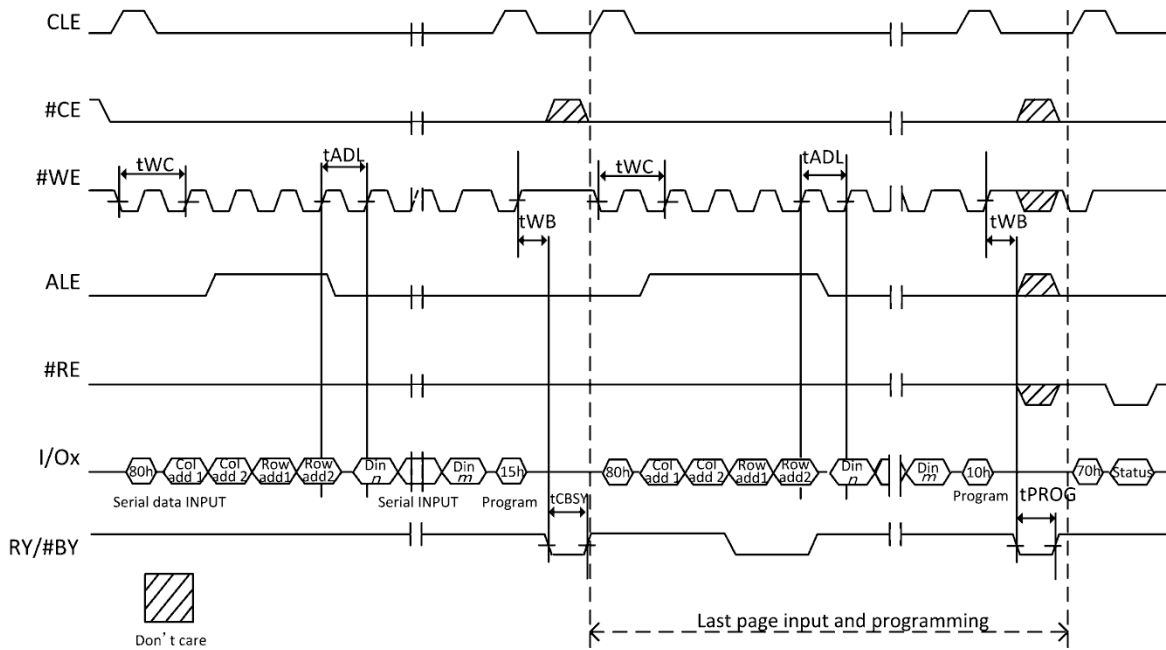 CLE
#CE
tWC
tADL
tWC
tADL
#WE
tWB
tWB
ALE
#RE
I/Ox
80h
Col add 1
Col add 2
Row add1
Row add2
Din n
Din m
15h
80h
Col add 1
Col add 2
Row add1
Row add2
Din n
Din m
10h
70h
Status
Serial data INPUT
Serial INPUT
Program
tCBSY
Program
tPROG
RY/#BY
Last page input and programming
Don't care